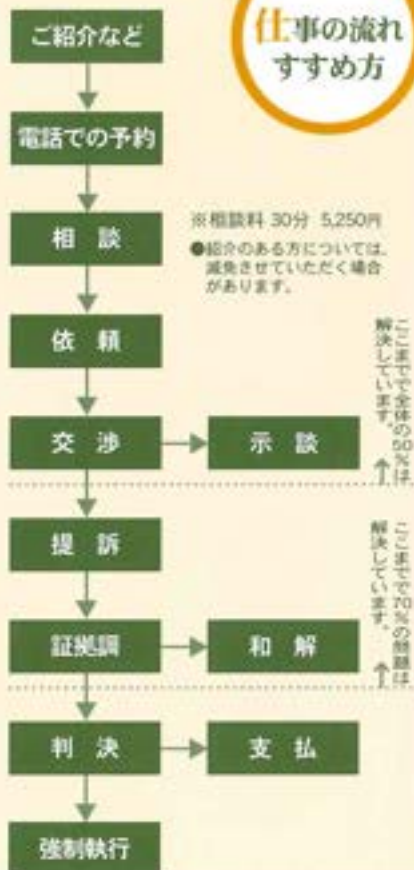 仕事の流れ
すすめ方
ご紹介など
電話での予約
相談
※相談料 30分 5,250円
●紹介のある方については、
減免させていただく場合
があります。
依頼
交渉
示談
ここまでで全体の50%は
解決しています。
提訴
証拠調
和解
ここまでで70%の問題は
解決しています。
判決
支払
強制執行